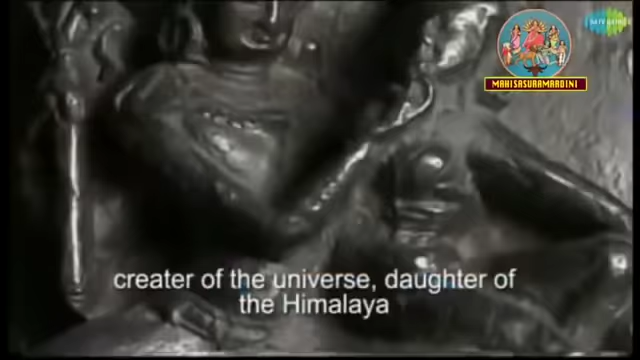 MAHISASURAMARDINI
creater of the universe, daughter of
the Himalaya